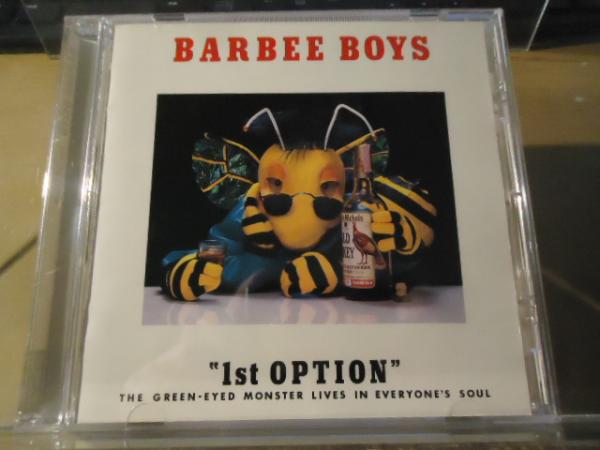 BARBEE BOYS
"1st OPTION"
THE GREEN-EYED MONSTER LIVES IN EVERYONE'S SOUL